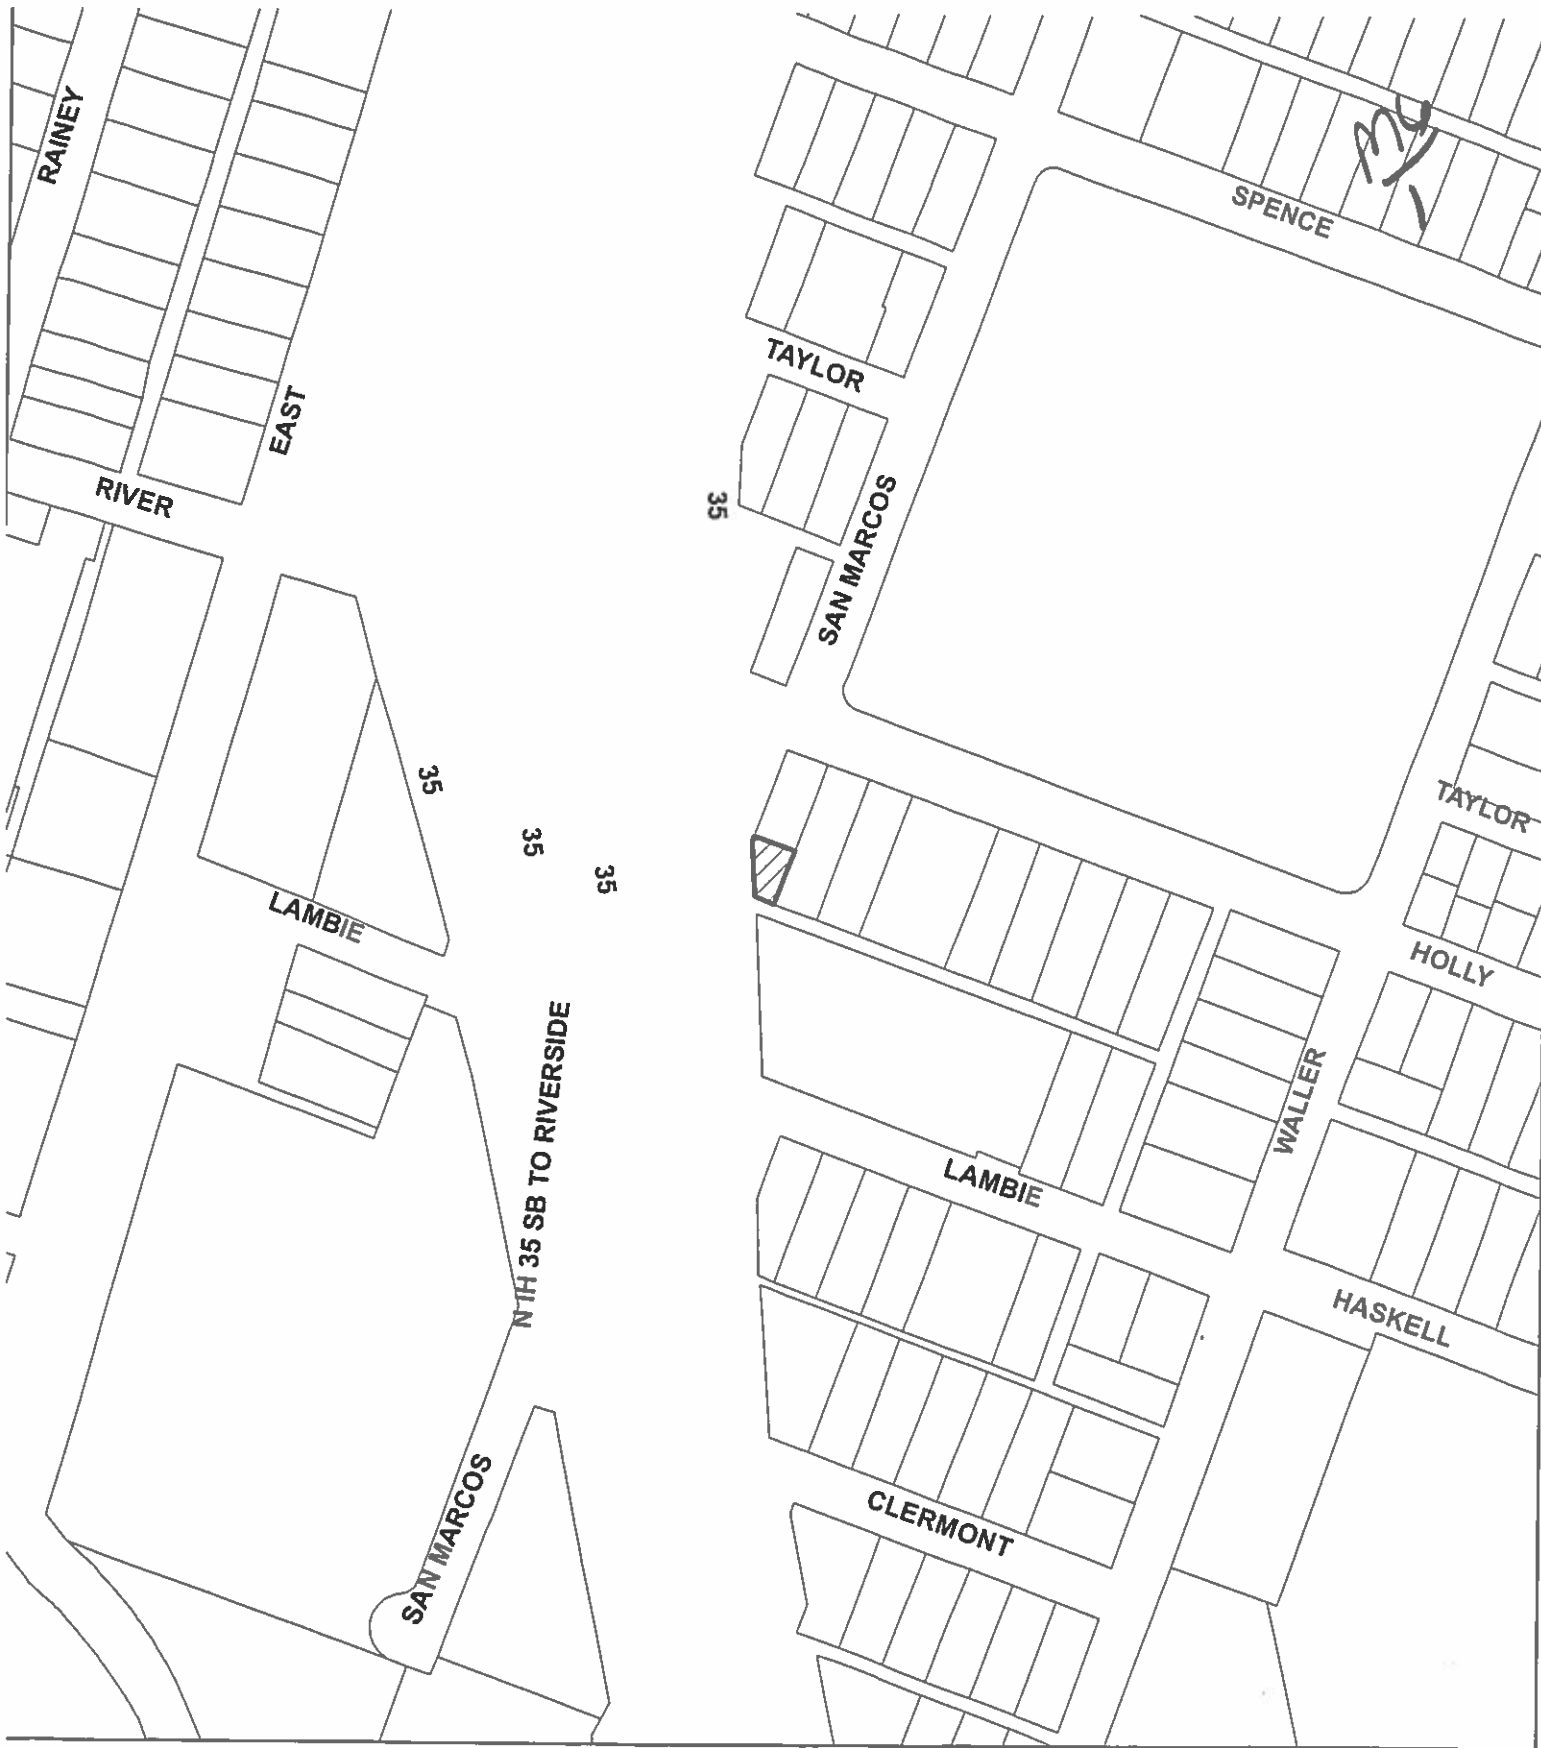 RAINEY
SPENCE
TAYLOR
EAST
RIVER
35
SAN MARCOS
35
35
35
TAYLOR
LAMBIE
HOLLY
N IH 35 SB TO RIVERSIDE
WALLER
LAMBIE
HASKELL
SAN MARCOS
CLERMONT